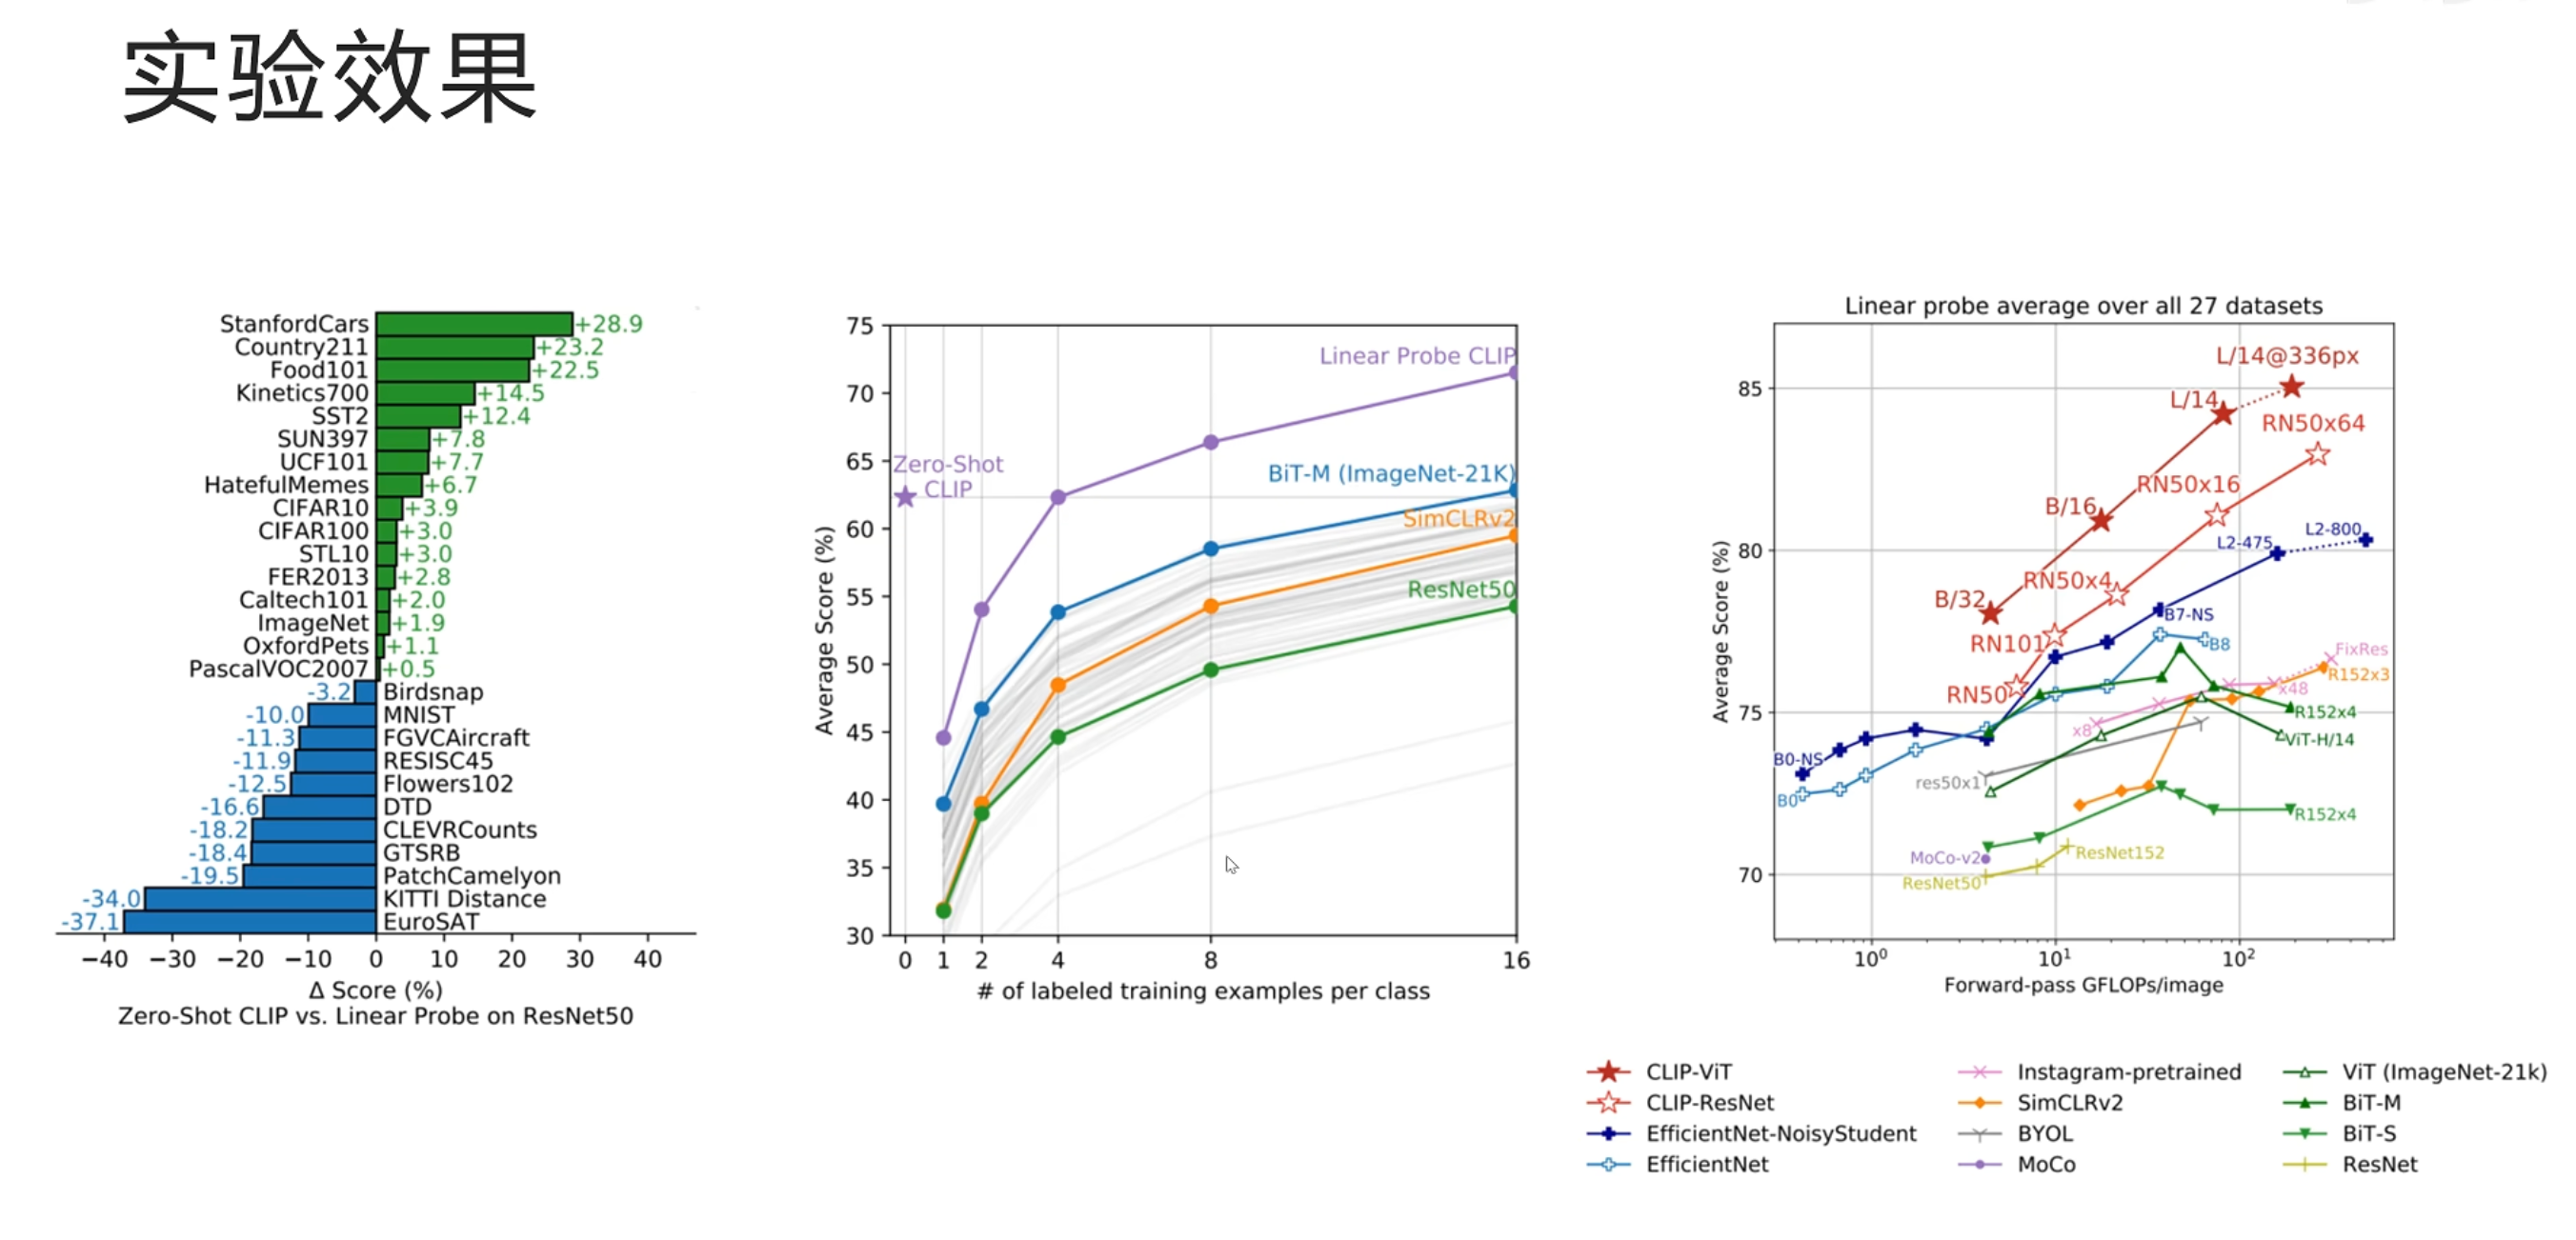 实验效果
StanfordCars +28.9
Country211 +23.2
Food101 +22.5
Kinetics700 +14.5
SST2 +12.4
SUN397 +7.8
UCF101 +7.7
HatefulMemes +6.7
CIFAR10 +3.9
CIFAR100 +3.0
STL10 +3.0
FER2013 +2.8
Caltech101 +2.0
ImageNet +1.9
OxfordPets +1.1
PascalVOC2007 +0.5
-3.2 Birdsnap
-10.0 MNIST
-11.3 FGVCAircraft
-11.9 RESISC45
-12.5 Flowers102
-16.6 DTD
-18.2 CLEVRCounts
-18.4 GTSRB
-19.5 PatchCamelyon
-34.0 KITTI Distance
-37.1 EuroSAT
−40 −30 −20 −10 0 10 20 30 40
Δ Score (%)
Zero-Shot CLIP vs. Linear Probe on ResNet50
75
70
65
60
55
50
45
40
35
30
Average Score (%)
Linear Probe CLIP
Zero-Shot
CLIP
BiT-M (ImageNet-21K)
SimCLRv2
ResNet50
0 1 2 4 8 16
# of labeled training examples per class
Linear probe average over all 27 datasets
85
80
75
70
Average Score (%)
L/14@336px
L/14
RN50x64
RN50x16
B/16
L2-800
L2-475
RN50x4
B/32
B7-NS
RN101
B8
FixRes
R152x3
x48
RN50
R152x4
x8
ViT-H/14
B0-NS
res50x1
B0
R152x4
MoCo-v2
ResNet152
ResNet50
10⁰ 10¹ 10²
Forward-pass GFLOPs/image
CLIP-ViT
CLIP-ResNet
EfficientNet-NoisyStudent
EfficientNet
Instagram-pretrained
SimCLRv2
BYOL
MoCo
ViT (ImageNet-21k)
BiT-M
BiT-S
ResNet